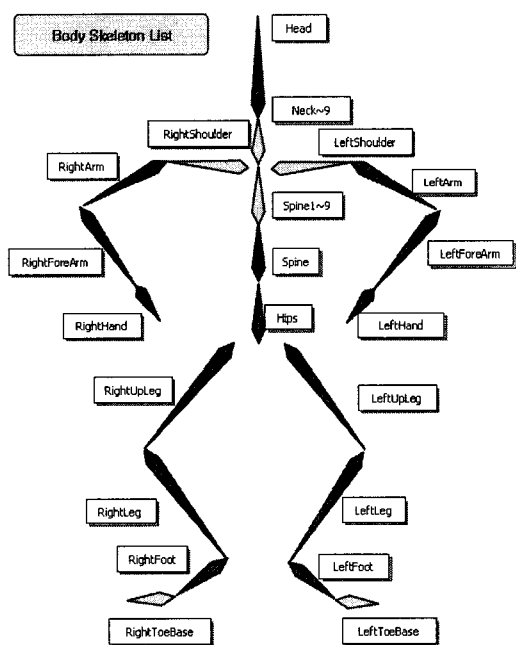 Body Skeleton List
Head
Neck~9
RightShoulder
LeftShoulder
RightArm
LeftArm
Spine1~9
RightForeArm
Spine
LeftForeArm
RightHand
Hips
LeftHand
RightUpLeg
LeftUpLeg
RightLeg
LeftLeg
RightFoot
LeftFoot
RightToeBase
LeftToeBase